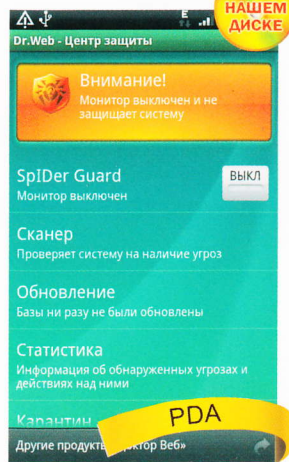 НАШЕМ
ДИСКЕ
E
Dr.Web - Центр защиты
Внимание!
Монитор выключен и не
защищает систему
SpIDer Guard
ВЫКЛ
Монитор выключен
Сканер
Проверяет систему на наличие угроз
Обновление
Базы ни разу не были обновлены
Статистика
Информация об обнаруженных угрозах и
действиях над ними
Карантин
PDA
Другие продукты «Доктор Веб»